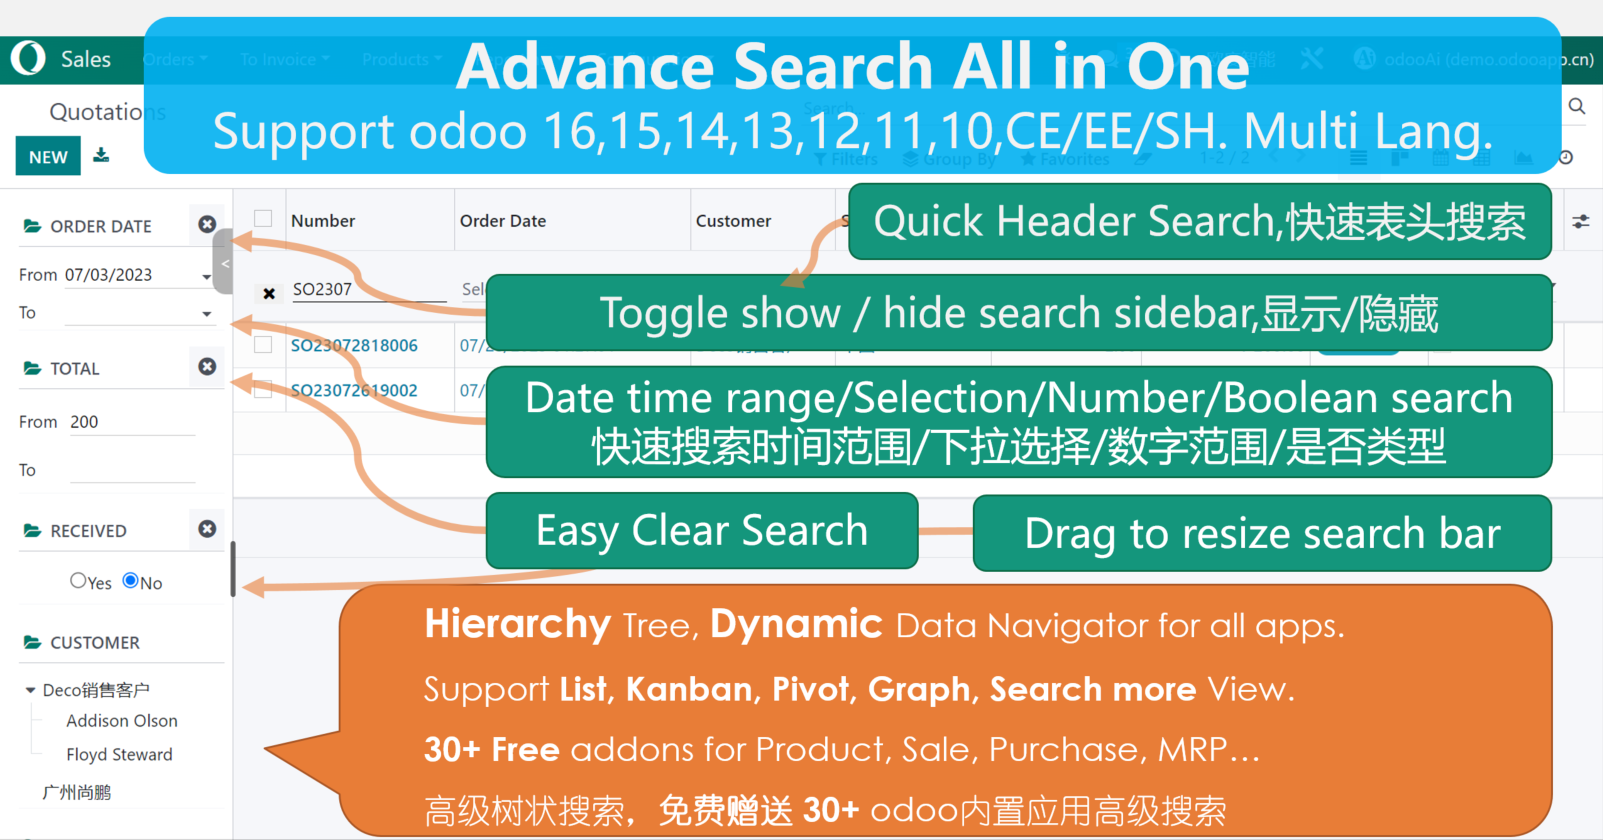 Advance Search All in One
Support odoo 16,15,14,13,12,11,10,CE/EE/SH. Multi Lang.
Sales
Orders
To Invoice
Products
odooAi (demo.odooapp.cn)
Quotations
Search
NEW
Filters
Group By
Favorites
1-2 / 2
ORDER DATE
From 07/03/2023
To
TOTAL
From 200
To
RECEIVED
Yes No
CUSTOMER
Deco销售客户
Addison Olson
Floyd Steward
广州尚鹏
Number
Order Date
Customer
Quick Header Search,快速表头搜索
SO2307
Toggle show / hide search sidebar,显示/隐藏
SO23072818006
SO23072619002
07/
Date time range/Selection/Number/Boolean search
快速搜索时间范围/下拉选择/数字范围/是否类型
Easy Clear Search
Drag to resize search bar
Hierarchy Tree, Dynamic Data Navigator for all apps.
Support List, Kanban, Pivot, Graph, Search more View.
30+ Free addons for Product, Sale, Purchase, MRP...
高级树状搜索，免费赠送 30+ odoo内置应用高级搜索